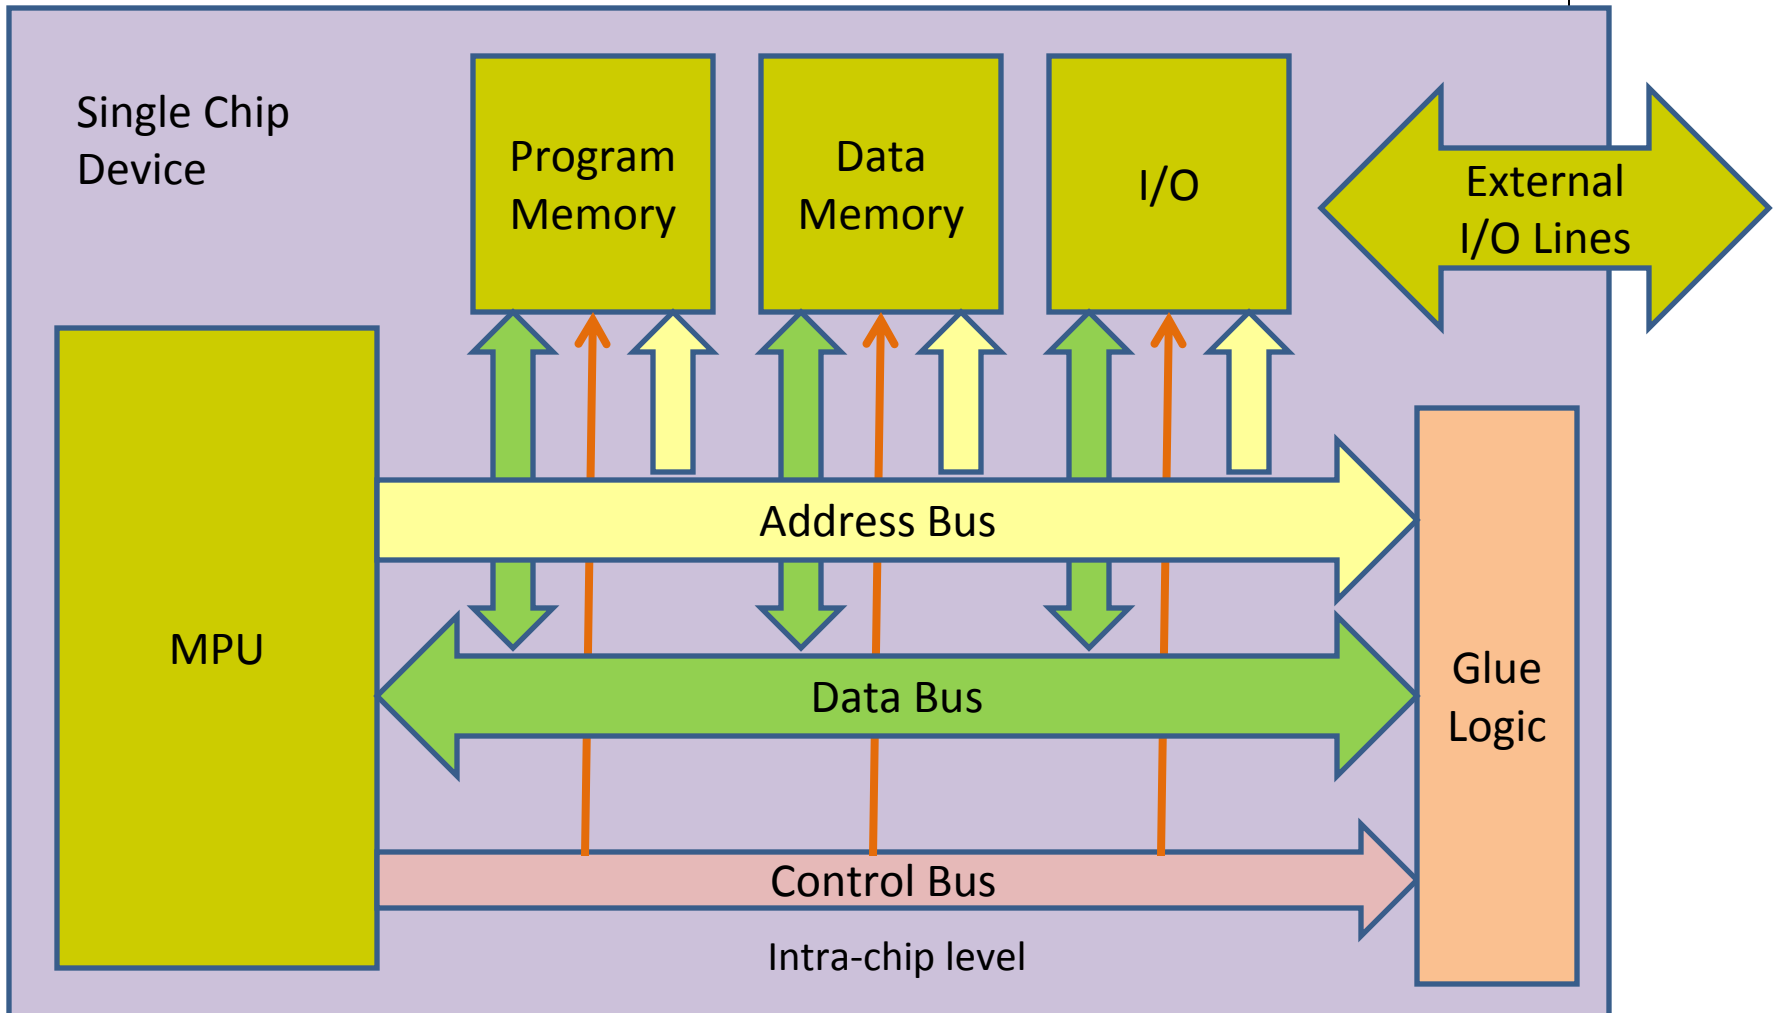 Single Chip
Device
Program
Memory
Data
Memory
I/O
External
I/O Lines
MPU
Address Bus
Data Bus
Glue
Logic
Control Bus
Intra-chip level